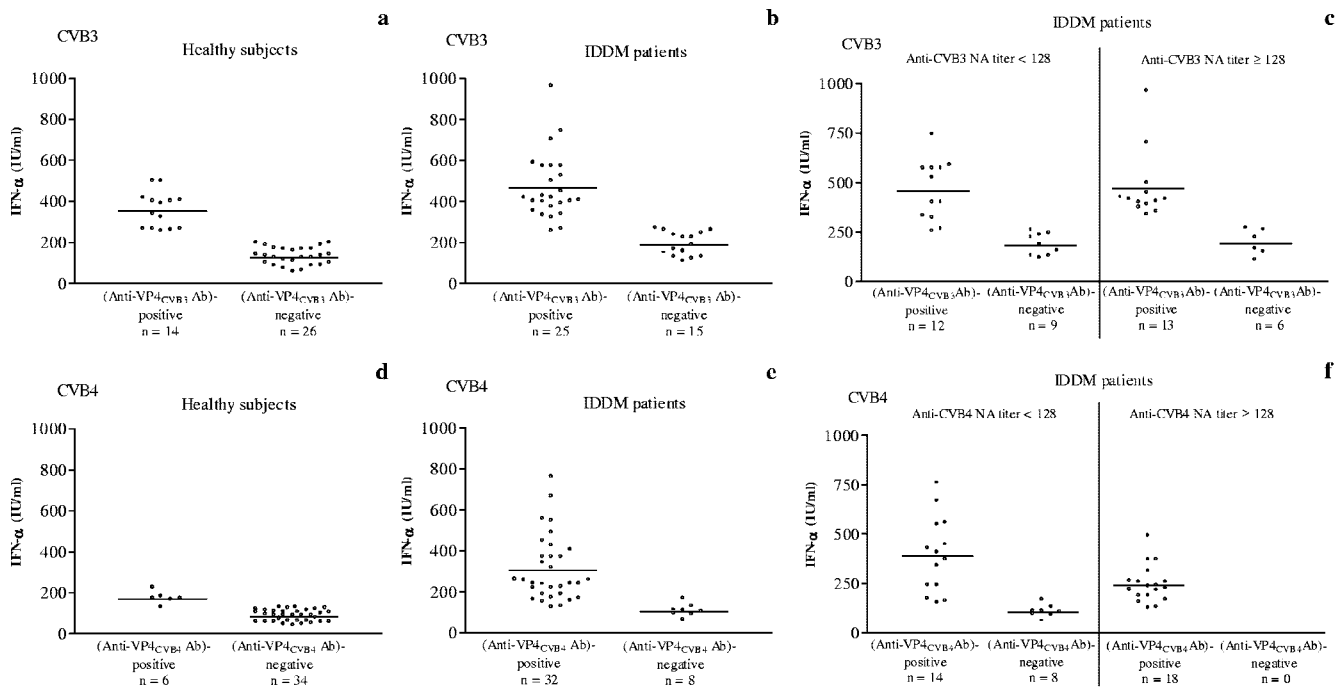 a
CVB3
Healthy subjects
IFN-α (IU/ml)
1000
800
600
400
200
0
(Anti-VP4CVB3 Ab)-
positive
n = 14
(Anti-VP4CVB3 Ab)-
negative
n = 26
b
CVB3
IDDM patients
IFN-α (IU/ml)
1000
800
600
400
200
0
(Anti-VP4CVB3 Ab)-
positive
n = 25
(Anti-VP4CVB3 Ab)-
negative
n = 15
c
IDDM patients
CVB3
Anti-CVB3 NA titer < 128
Anti-CVB3 NA titer ≥ 128
IFN-α (IU/ml)
1000
750
500
250
0
(Anti-VP4CVB3Ab)-
positive
n = 12
(Anti-VP4CVB3Ab)-
negative
n = 9
(Anti-VP4CVB3Ab)-
positive
n = 13
(Anti-VP4CVB3Ab)-
negative
n = 6
d
CVB4
Healthy subjects
IFN-α (IU/ml)
1000
800
600
400
200
0
(Anti-VP4CVB4 Ab)-
positive
n = 6
(Anti-VP4CVB4 Ab)-
negative
n = 34
e
CVB4
IDDM patients
IFN-α (IU/ml)
1000
800
600
400
200
0
(Anti-VP4CVB4 Ab)-
positive
n = 32
(Anti-VP4CVB4 Ab)-
negative
n = 8
f
IDDM patients
CVB4
Anti-CVB4 NA titer < 128
Anti-CVB4 NA titer ≥ 128
IFN-α (IU/ml)
1000
750
500
250
0
(Anti-VP4CVB4Ab)-
positive
n = 14
(Anti-VP4CVB4Ab)-
negative
n = 8
(Anti-VP4CVB4Ab)-
positive
n = 18
(Anti-VP4CVB4Ab)-
negative
n = 0